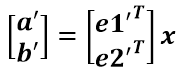 [a′ b′] = [e1′ᵀ e2′ᵀ] x